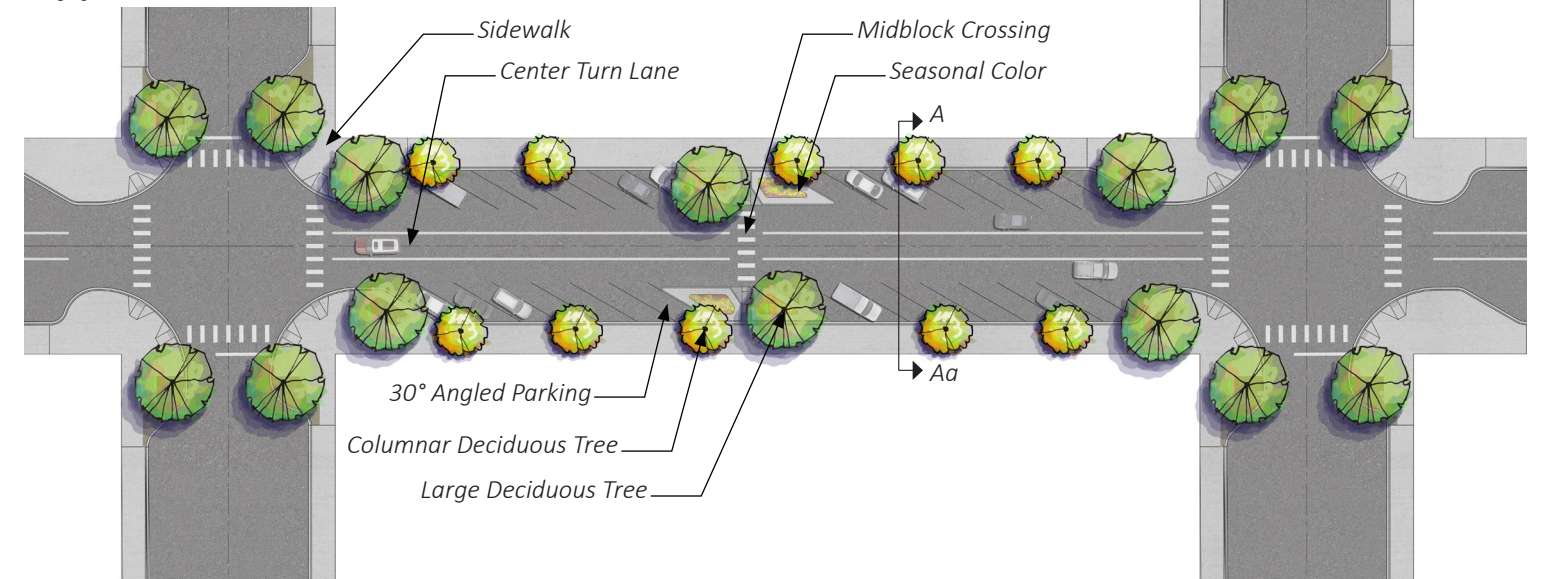 Sidewalk
Midblock Crossing
Center Turn Lane
Seasonal Color
A
30° Angled Parking
Aa
Columnar Deciduous Tree
Large Deciduous Tree